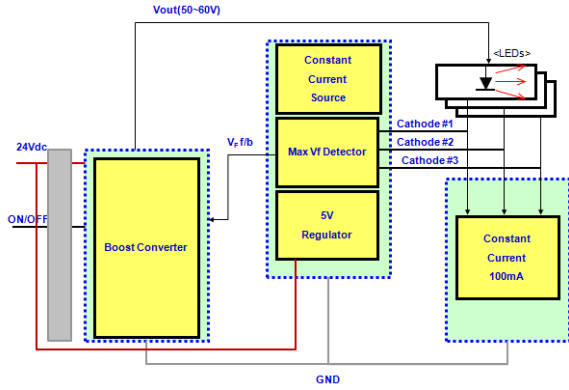 Vout(50~60V)
<LEDs>
Constant
Current
Source
Cathode #1
24Vdc
VF f/b
Max Vf Detector
Cathode #2
Cathode #3
ON/OFF
Boost Converter
5V
Regulator
Constant
Current
100mA
GND